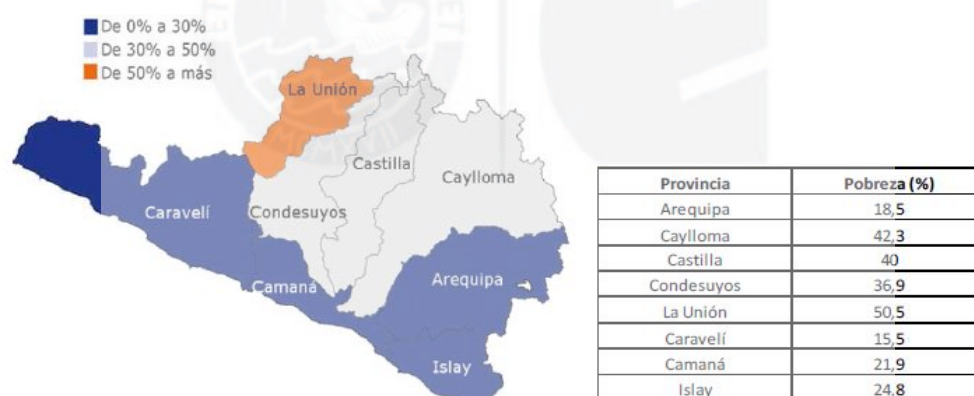 De 0% a 30%
De 30% a 50%
De 50% a más
La Unión
Castilla
Caylloma
Caravelí
Condesuyos
Camaná
Arequipa
Islay
Provincia Pobreza (%)
Arequipa 18,5
Caylloma 42,3
Castilla 40
Condesuyos 36,9
La Unión 50,5
Caravelí 15,5
Camaná 21,9
Islay 24,8